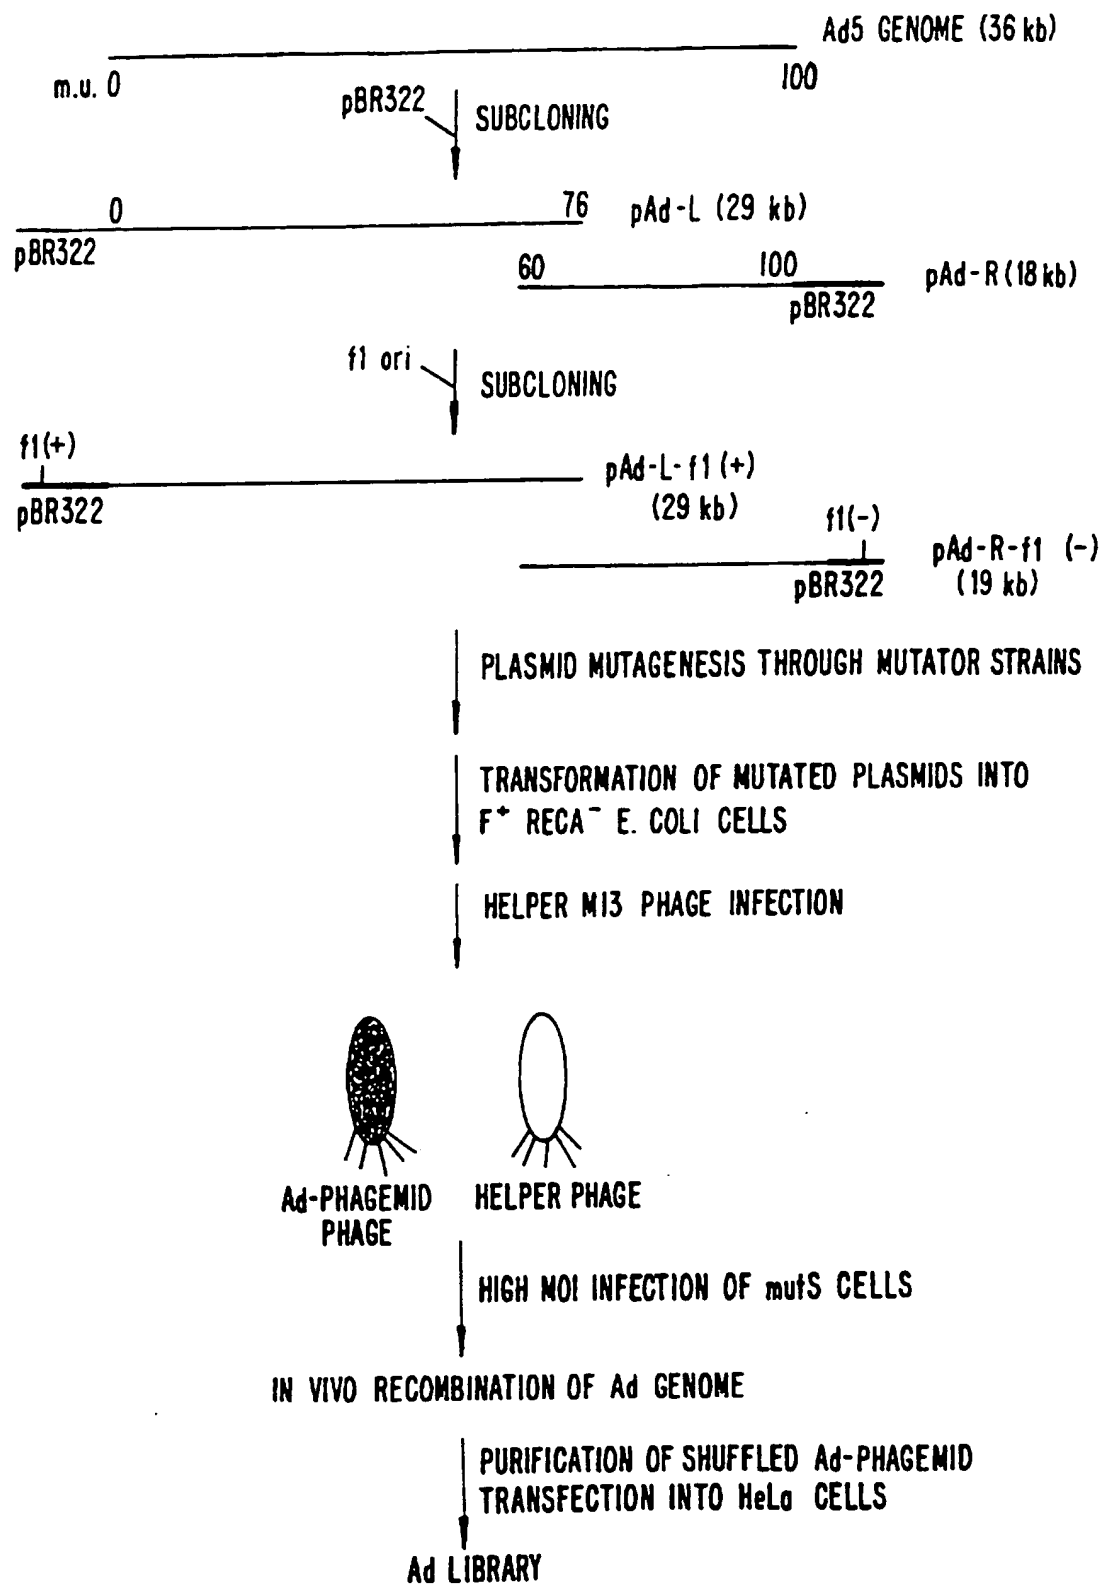 Ad5 GENOME (36 kb)
m.u. 0
100
pBR322
SUBCLONING
0
76
pAd-L (29 kb)
pBR322
60
100
pAd-R (18 kb)
pBR322
f1 ori
SUBCLONING
f1(+)
pBR322
pAd-L-f1 (+)
(29 kb)
f1(-)
pBR322
pAd-R-f1 (-)
(19 kb)
PLASMID MUTAGENESIS THROUGH MUTATOR STRAINS
TRANSFORMATION OF MUTATED PLASMIDS INTO
F⁺ RECA⁻ E. COLI CELLS
HELPER M13 PHAGE INFECTION
Ad-PHAGEMID
PHAGE
HELPER PHAGE
HIGH MOI INFECTION OF mutS CELLS
IN VIVO RECOMBINATION OF Ad GENOME
PURIFICATION OF SHUFFLED Ad-PHAGEMID
TRANSFECTION INTO HeLa CELLS
Ad LIBRARY